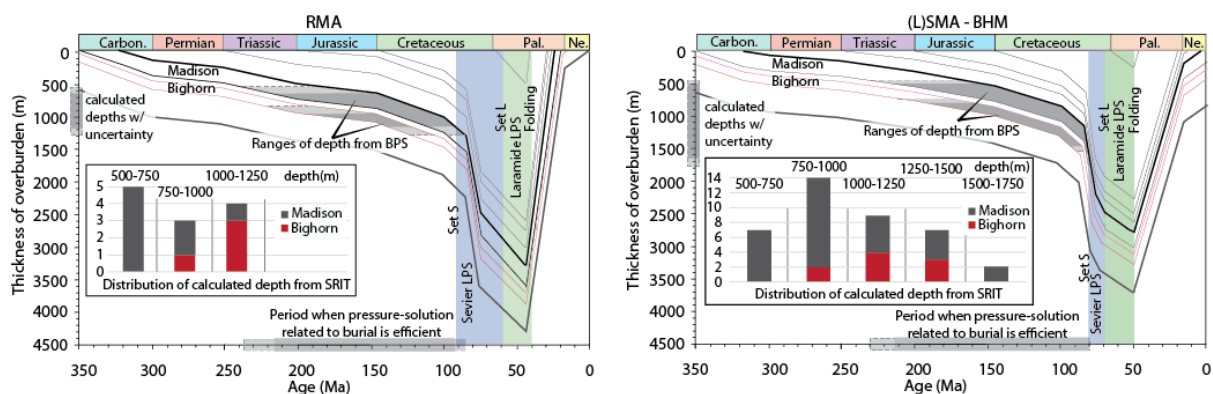 RMA
Carbon. Permian Triassic Jurassic Cretaceous Pal. Ne.
Thickness of overburden (m)
0
500
1000
1500
2000
2500
3000
3500
4000
4500
Madison
Bighorn
calculated
depths w/
uncertainty
Ranges of depth from BPS
Set S
Sevier LPS
Set L
Laramide LPS
Folding
500-750 750-1000 1000-1250 depth(m)
5
4
3
2
1
0
Madison
Bighorn
Distribution of calculated depth from SRIT
Period when pressure-solution
related to burial is efficient
350 300 250 200 150 100 50 0
Age (Ma)
(L)SMA - BHM
Carbon. Permian Triassic Jurassic Cretaceous Pal. Ne.
Thickness of overburden (m)
0
500
1000
1500
2000
2500
3000
3500
4000
4500
Madison
Bighorn
calculated
depths w/
uncertainty
Ranges of depth from BPS
Set S
Sevier LPS
Set L
Laramide LPS
Folding
500-750 750-1000 1000-1250 1250-1500 1500-1750 depth(m)
14
12
10
8
6
4
2
0
Madison
Bighorn
Distribution of calculated depth from SRIT
Period when pressure-solution
related to burial is efficient
350 300 250 200 150 100 50 0
Age (Ma)